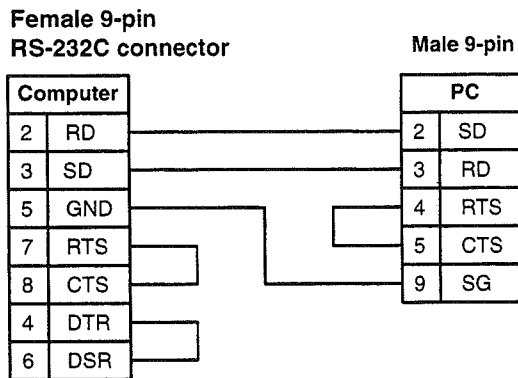 Female 9-pin
RS-232C connector
Male 9-pin
Computer
2 RD
3 SD
5 GND
7 RTS
8 CTS
4 DTR
6 DSR
PC
2 SD
3 RD
4 RTS
5 CTS
9 SG